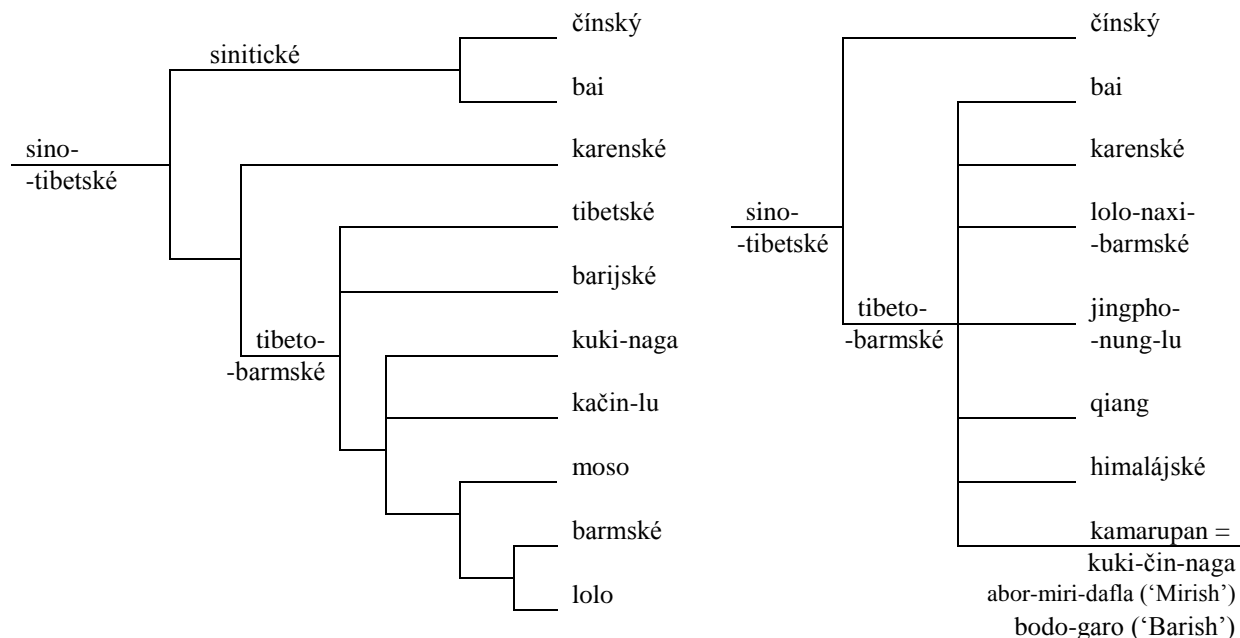 čínský
sinitické
bai
sino-
-tibetské
karenské
tibetské
barijské
tibeto-
-barmské
kuki-naga
kačin-lu
moso
barmské
lolo
čínský
bai
karenské
sino-
-tibetské
lolo-naxi-
-barmské
tibeto-
-barmské
jingpho-
-nung-lu
qiang
himalájské
kamarupan =
kuki-čin-naga
abor-miri-dafla (‘Mirish’)
bodo-garo (‘Barish’)